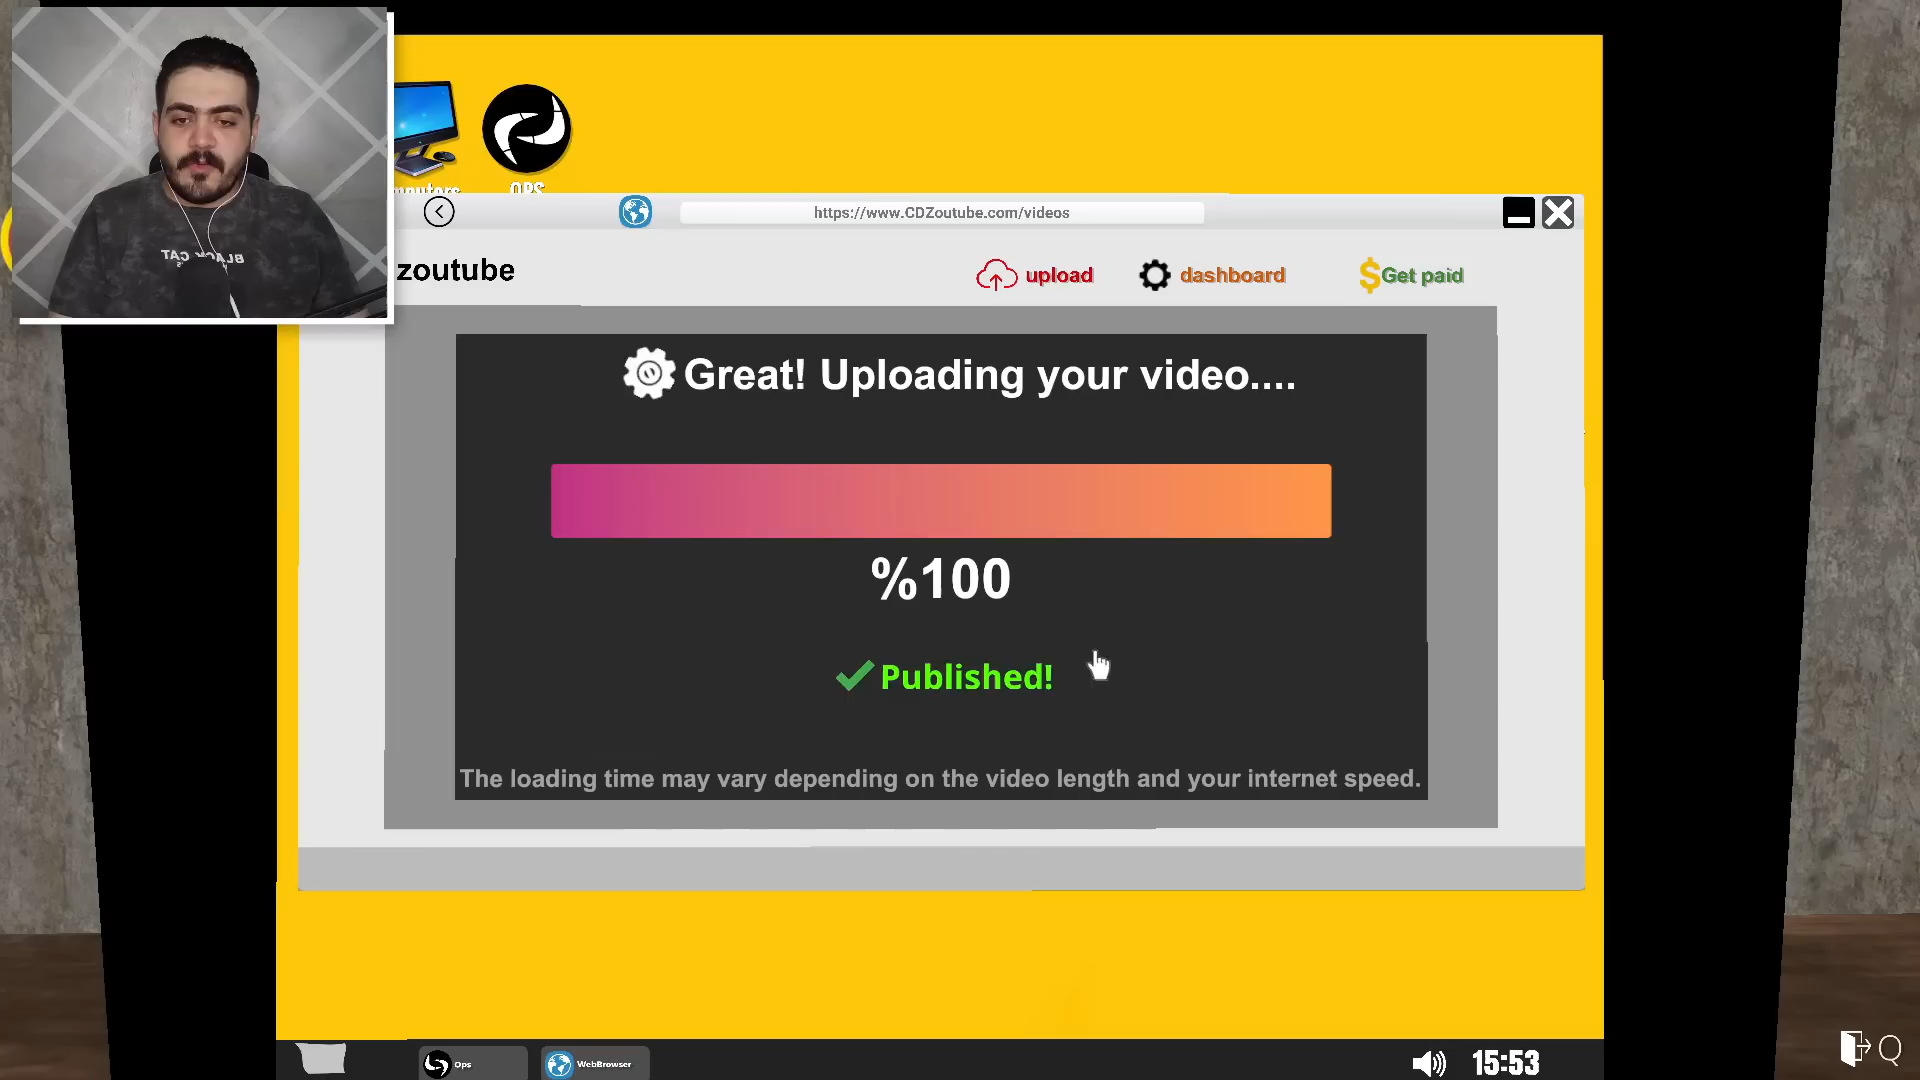 OPS
https://www.CDZoutube.com/videos
zoutube
upload
dashboard
$Get paid
Great! Uploading your video....
%100
Published!
The loading time may vary depending on the video length and your internet speed.
Ops
WebBrowser
15:53
Q